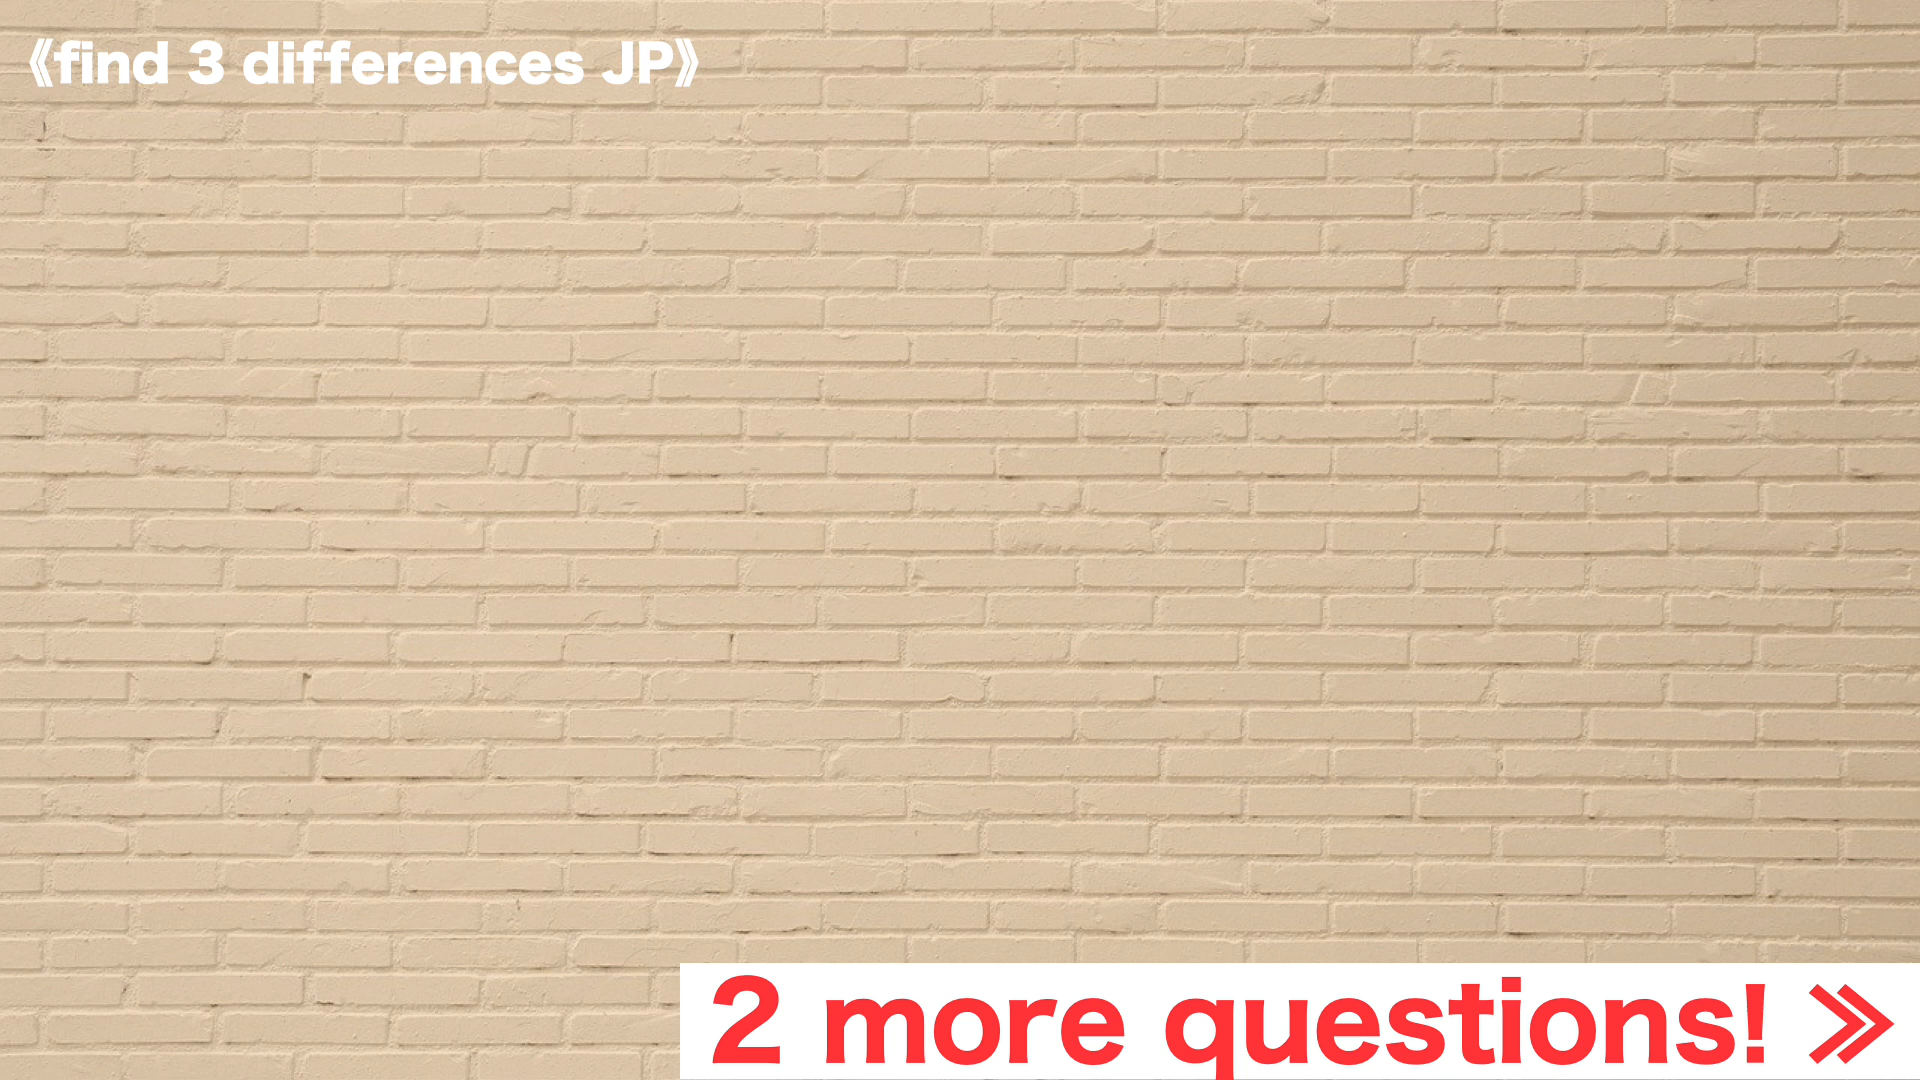 《find 3 differences JP》
2 more questions! »